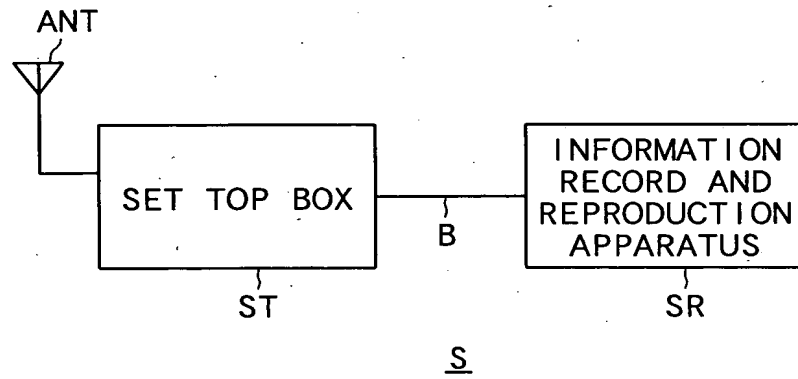 ANT
SET TOP BOX
INFORMATION
RECORD AND
REPRODUCTION
APPARATUS
B
ST
SR
S